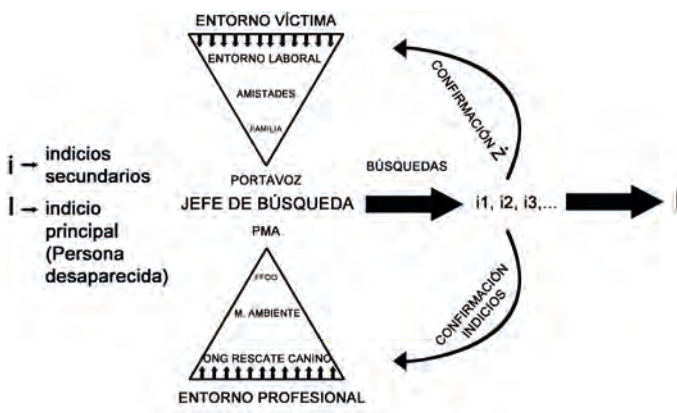 ENTORNO VÍCTIMA
ENTORNO LABORAL
AMISTADES
FAMILIA
PORTAVOZ
i → indicios
secundarios
I → indicio
principal
(Persona
desaparecida)
JEFE DE BÚSQUEDA
BÚSQUEDAS
i1, i2, i3,...
CONFIRMACIÓN
CONFIRMACIÓN
INDICIOS
PMA
M. AMBIENTE
ONG RESCATE CANINO
ENTORNO PROFESIONAL